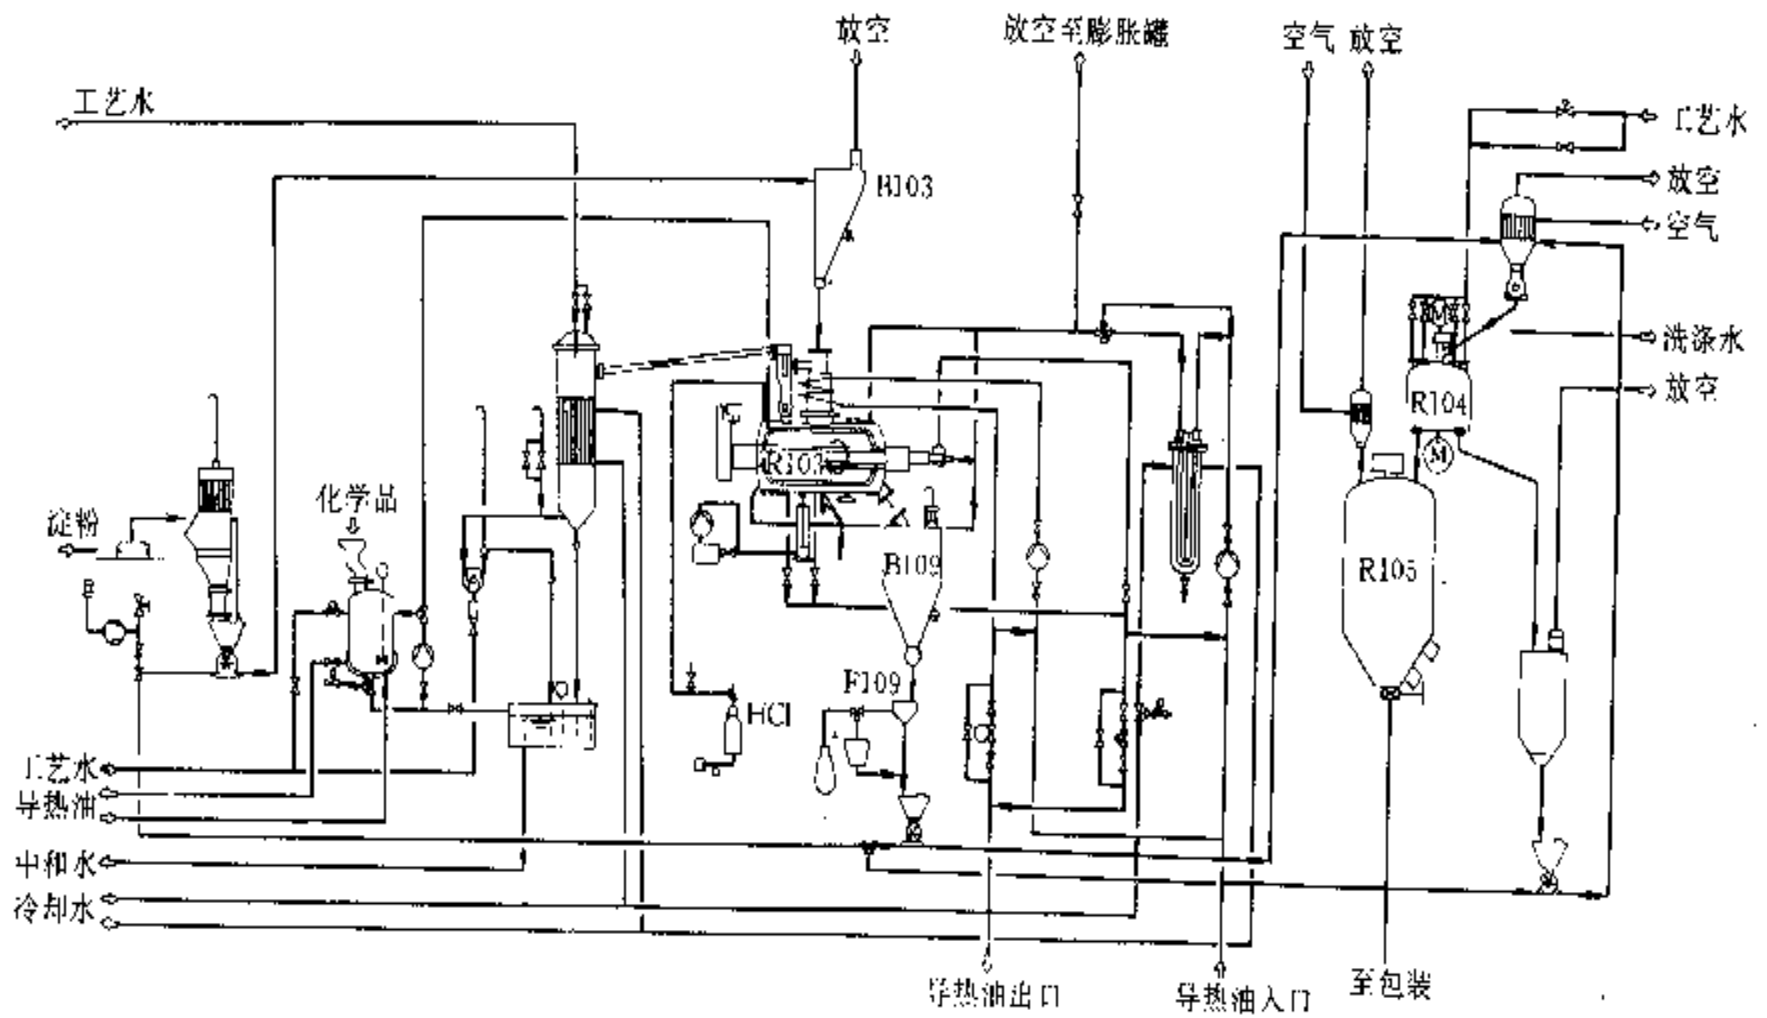 放空
放空至膨胀罐
空气 放空
工艺水
工艺水
放空
B103
空气
洗涤水
放空
M
R104
R103
M
化学品
淀粉
B109
R105
F109
HCl
工艺水
导热油
中和水
冷却水
导热油出口
导热油入口
至包装